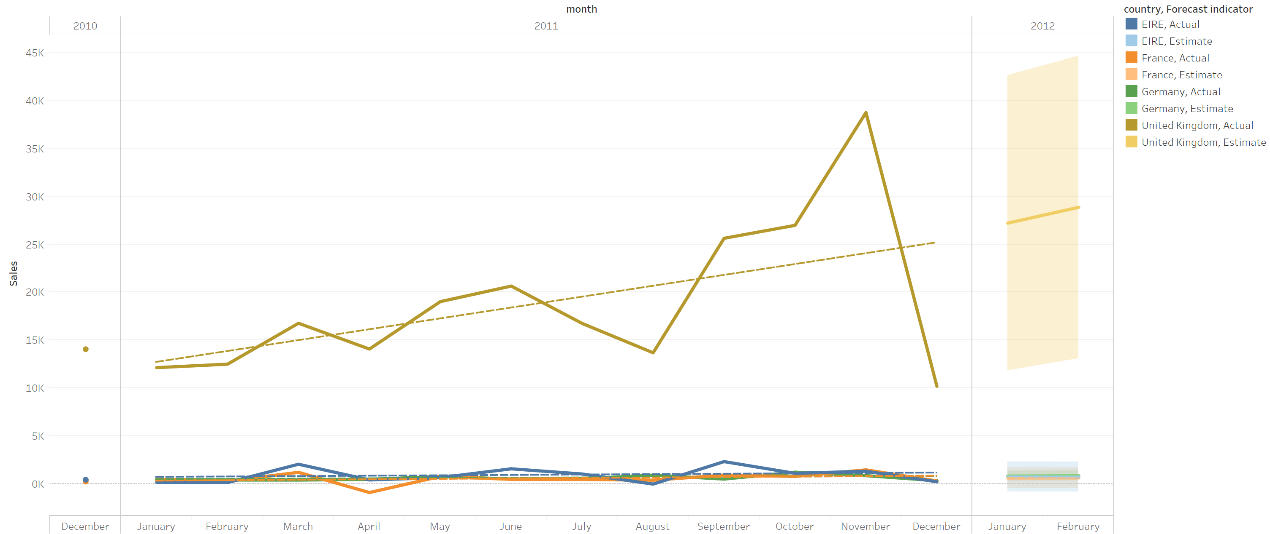 month
2010 2011 2012
45K
40K
35K
30K
25K
20K
15K
10K
5K
0K
Sales
December January February March April May June July August September October November December January February
country, Forecast indicator
EIRE, Actual
EIRE, Estimate
France, Actual
France, Estimate
Germany, Actual
Germany, Estimate
United Kingdom, Actual
United Kingdom, Estimate